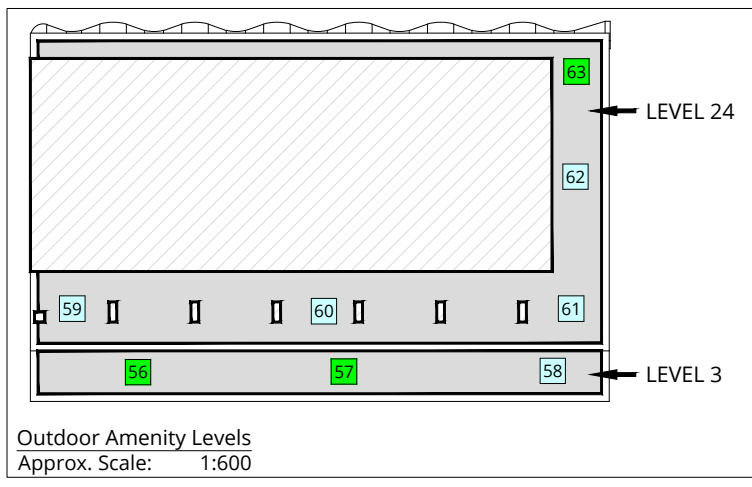 63
LEVEL 24
62
59
60
61
56
57
58
LEVEL 3
Outdoor Amenity Levels
Approx. Scale: 1:600